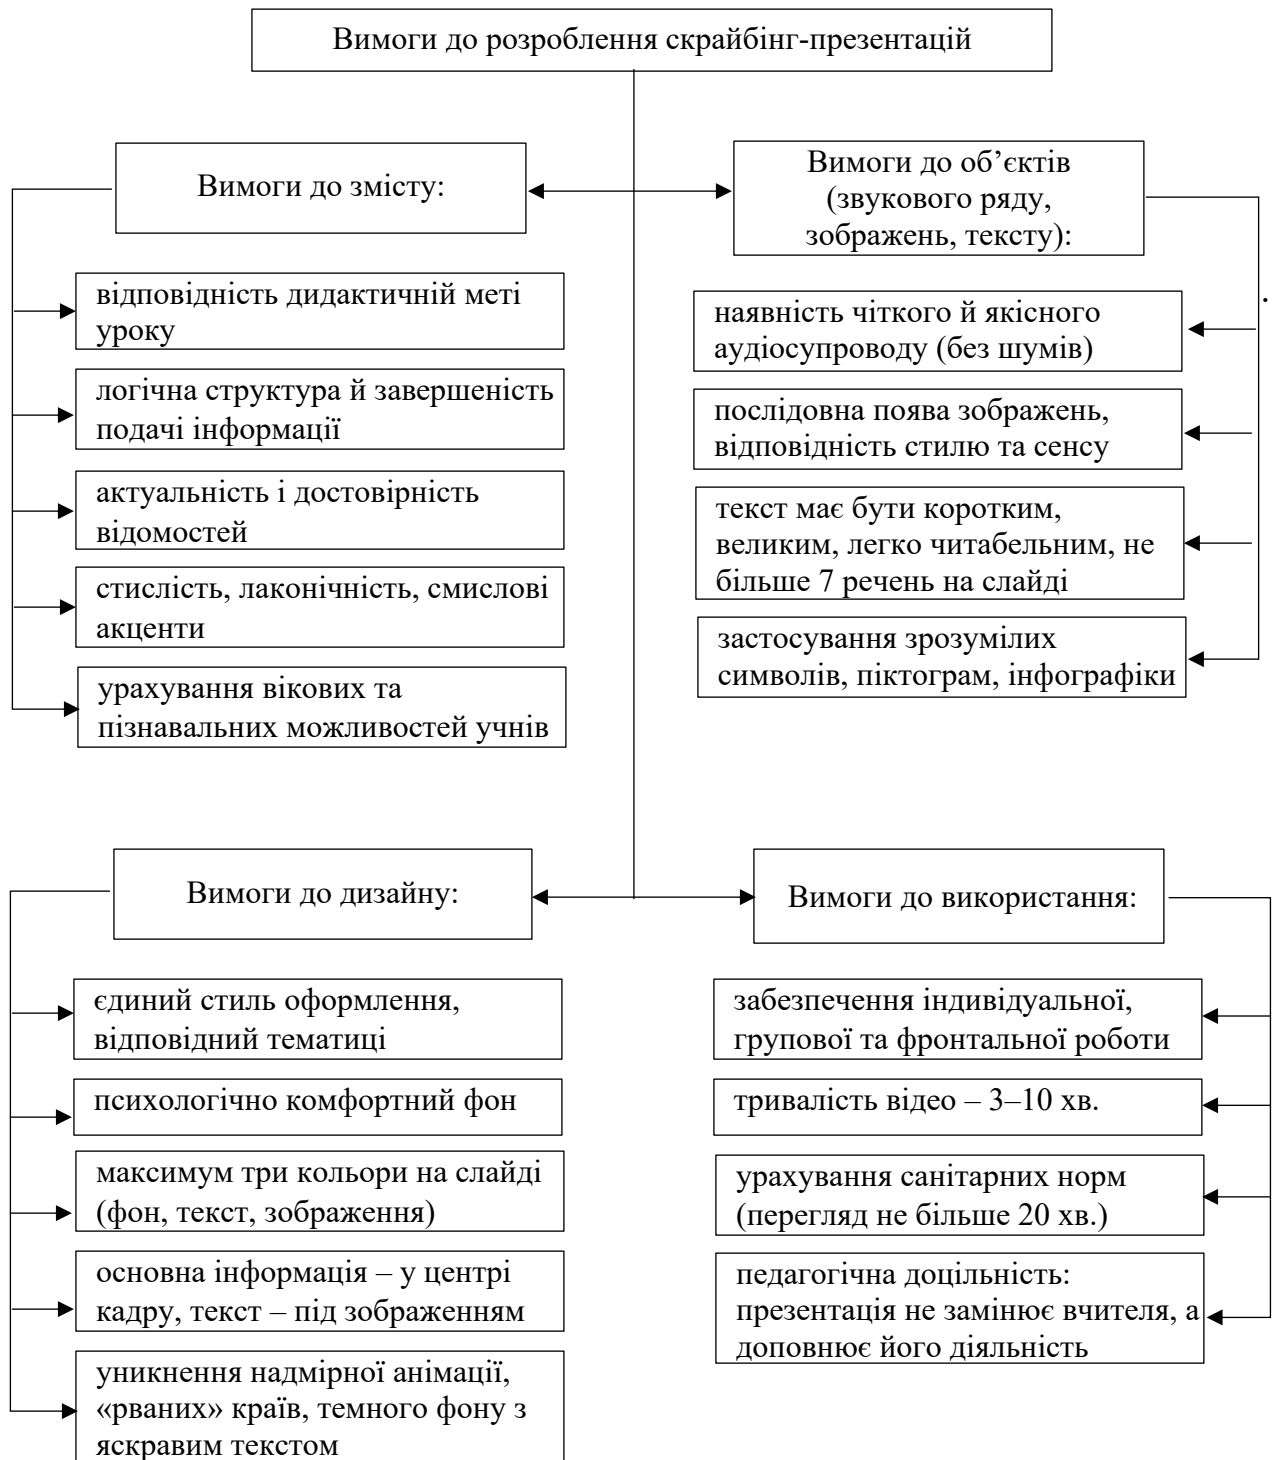 Вимоги до розроблення скрайбінг-презентацій
Вимоги до змісту:
відповідність дидактичній меті
уроку
логічна структура й завершеність
подачі інформації
актуальність і достовірність
відомостей
стислість, лаконічність, смислові
акценти
урахування вікових та
пізнавальних можливостей учнів
Вимоги до об’єктів
(звукового ряду,
зображень, тексту):
.
наявність чіткого й якісного
аудіосупроводу (без шумів)
послідовна поява зображень,
відповідність стилю та сенсу
текст має бути коротким,
великим, легко читабельним, не
більше 7 речень на слайді
застосування зрозумілих
символів, піктограм, інфографіки
Вимоги до дизайну:
єдиний стиль оформлення,
відповідний тематиці
психологічно комфортний фон
максимум три кольори на слайді
(фон, текст, зображення)
основна інформація – у центрі
кадру, текст – під зображенням
уникнення надмірної анімації,
«рваних» країв, темного фону з
яскравим текстом
Вимоги до використання:
забезпечення індивідуальної,
групової та фронтальної роботи
тривалість відео – 3–10 хв.
урахування санітарних норм
(перегляд не більше 20 хв.)
педагогічна доцільність:
презентація не замінює вчителя, а
доповнює його діяльність